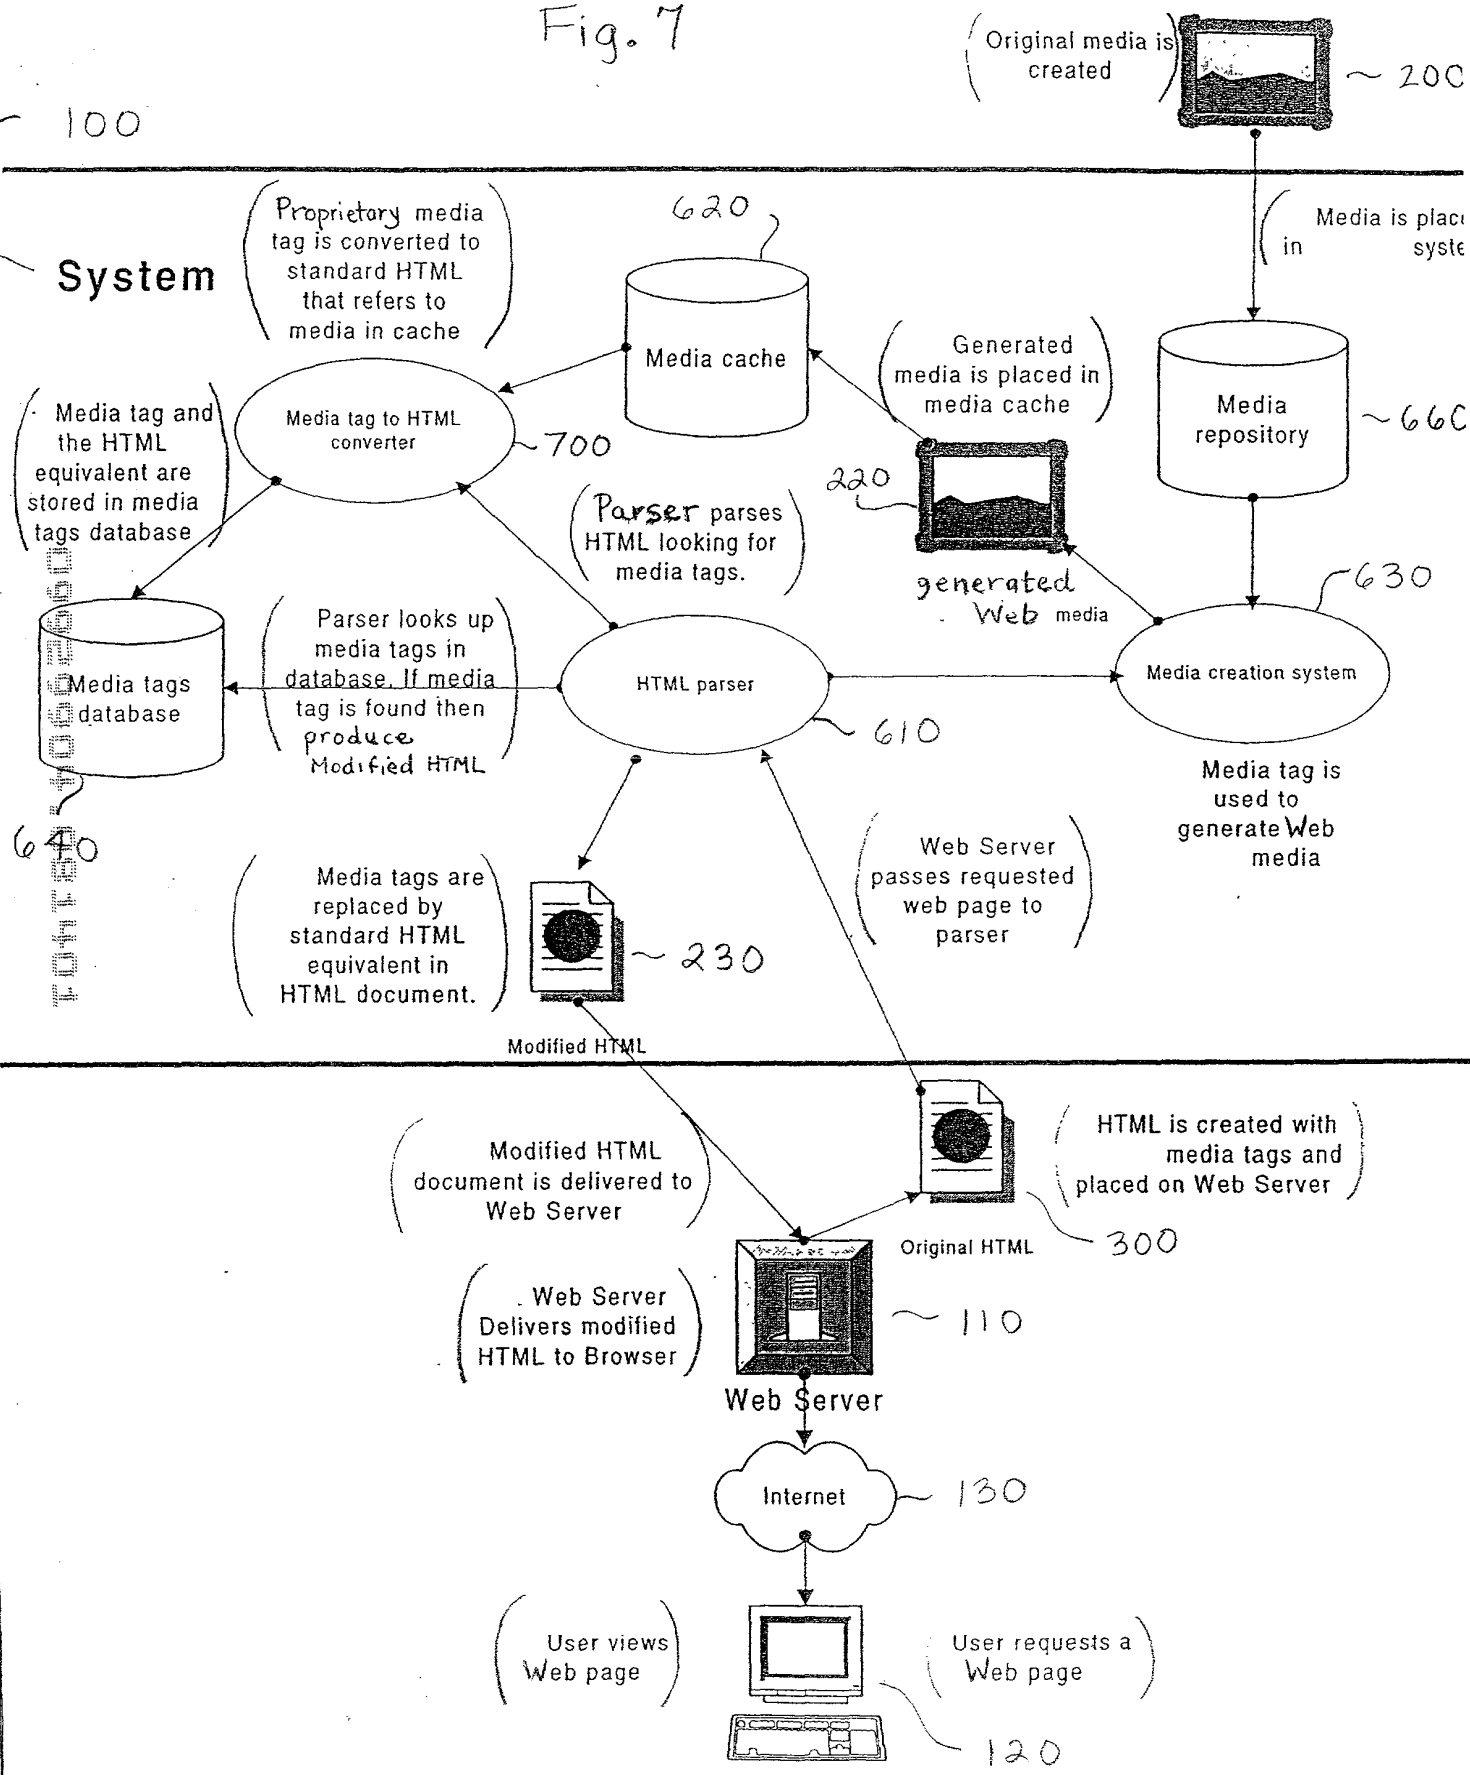 Fig. 7
Original media is
created
200
100
System
Proprietary media
tag is converted to
standard HTML
that refers to
media in cache
620
Media is
in
Media cache
Generated
media is placed in
media cache
Media
repository
660
Media tag to HTML
converter
700
Media tag and
the HTML
equivalent are
stored in media
tags database
220
Parser parses
HTML looking for
media tags.
generated
Web media
630
Parser looks up
media tags in
database. If media
tag is found then
produce
Modified HTML
Media tags
database
HTML parser
610
Media creation system
Media tag is
used to
generate Web
media
640
Web Server
passes requested
web page to
parser
Media tags are
replaced by
standard HTML
equivalent in
HTML document.
230
Modified HTML
Modified HTML
document is delivered to
Web Server
HTML is created with
media tags and
placed on Web Server
Original HTML
300
Web Server
Delivers modified
HTML to Browser
110
Web Server
Internet
130
User views
Web page
User requests a
Web page
120